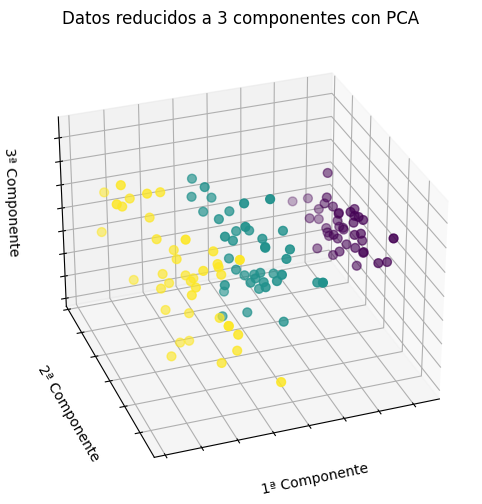 Datos reducidos a 3 componentes con PCA
3ª Componente
2ª Componente
1ª Componente